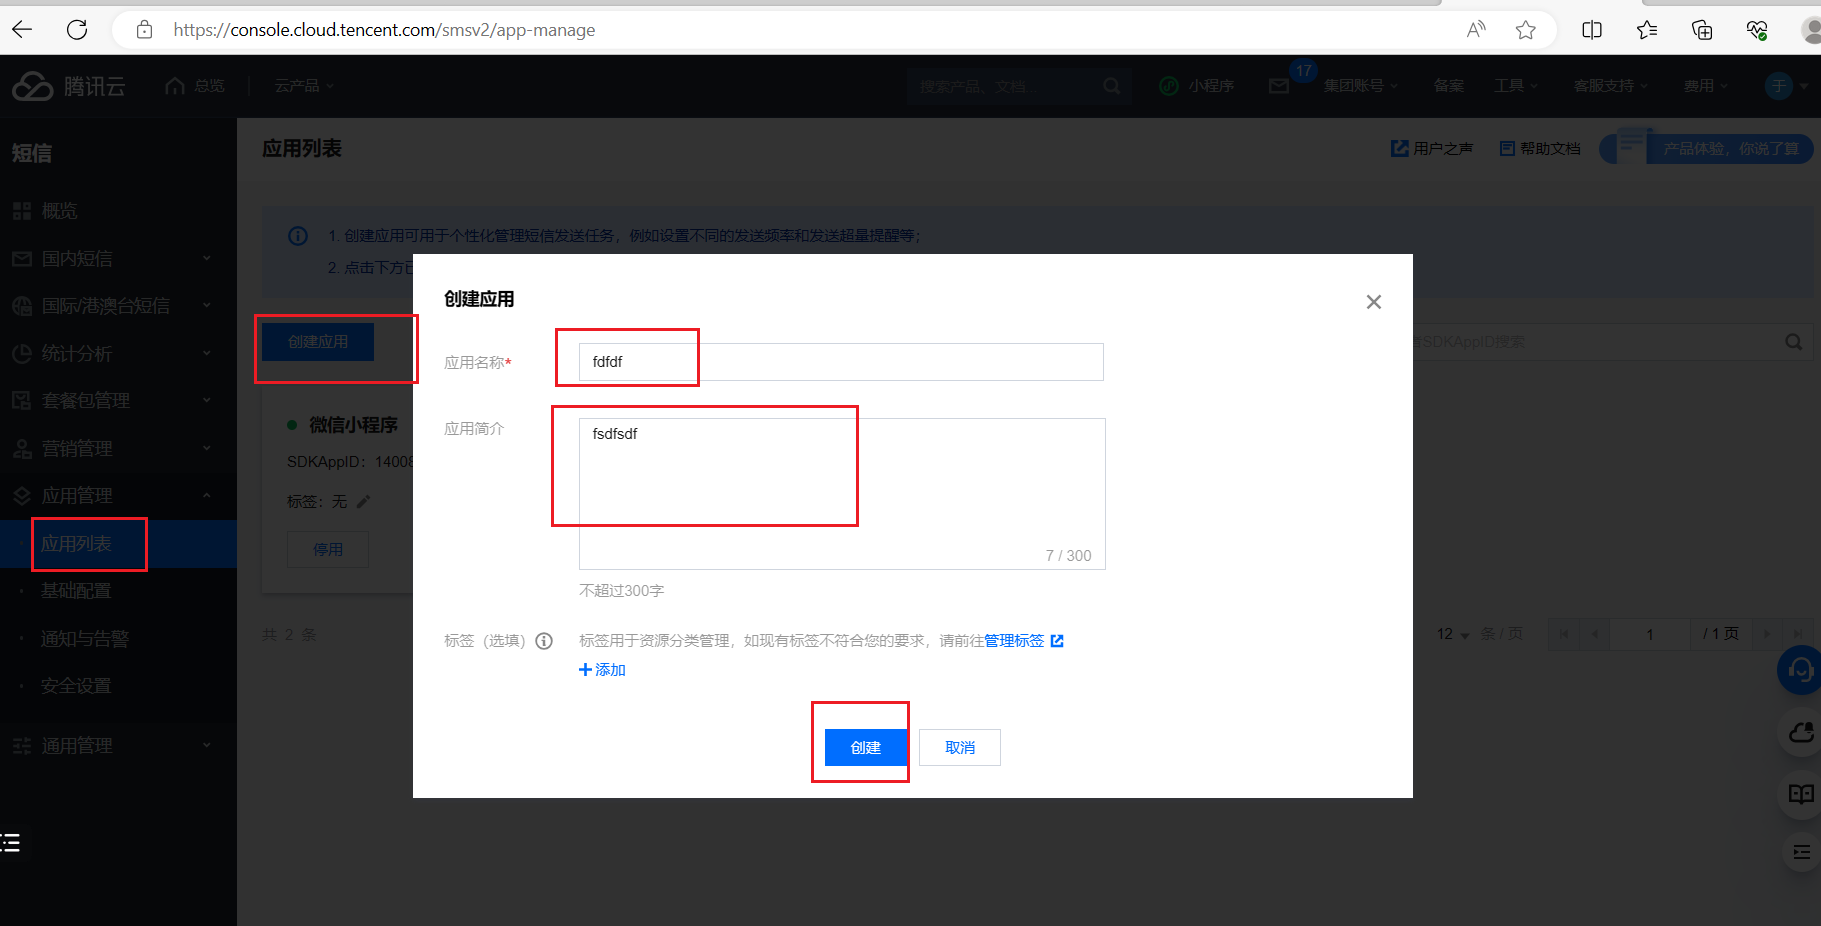 https://console.cloud.tencent.com/smsv2/app-manage
腾讯云
总览
云产品
搜索产品、文档...
小程序
17
集团账号
备案
工具
客服支持
费用
于
短信
应用列表
用户之声
帮助文档
产品体验，你说了算
概览
国内短信
国际/港澳台短信
统计分析
套餐包管理
营销管理
应用管理
应用列表
基础配置
通知与告警
安全设置
通用管理
1. 创建应用可用于个性化管理短信发送任务，例如设置不同的发送频率和发送超量提醒等；
2. 点击下方已
创建应用
SDKAppID搜索
微信小程序
SDKAppID：14008
标签：无
停用
共 2 条
12
条 / 页
1
/ 1 页
创建应用
应用名称*
fdfdf
应用简介
fsdfsdf
7 / 300
不超过300字
标签（选填）
标签用于资源分类管理，如现有标签不符合您的要求，请前往管理标签
添加
创建
取消